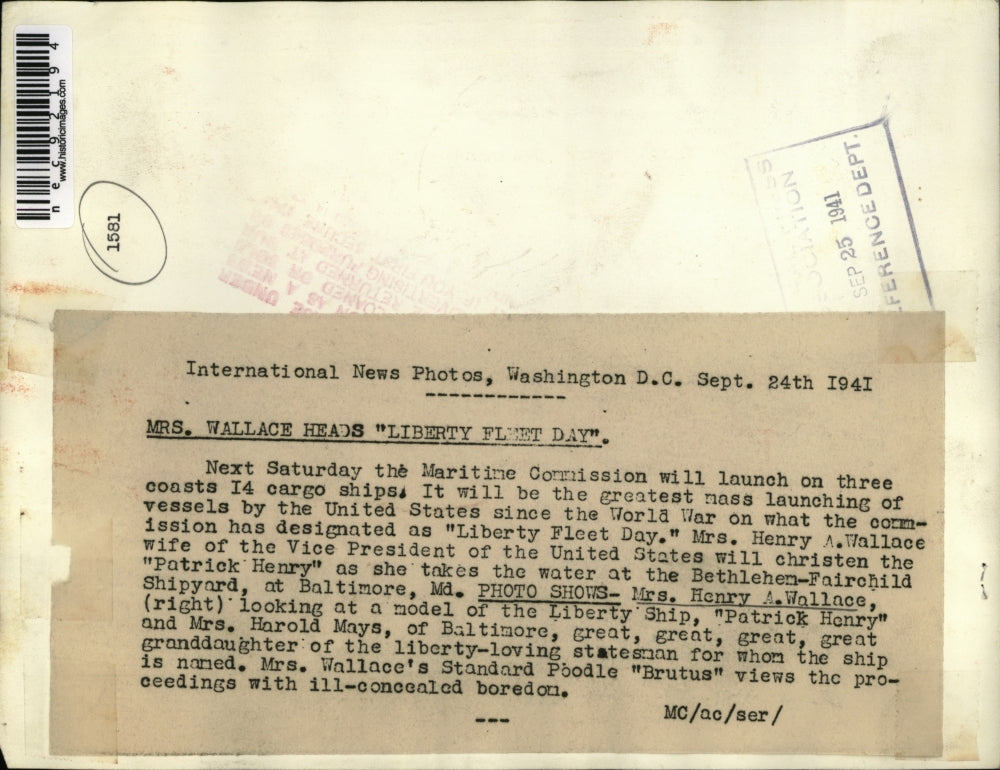 n e c 9 2 1 9 4
www.historicimages.com
1581
SEP 25 1941
FERENCE DEPT.
International News Photos, Washington D.C. Sept. 24th I94I
------------
MRS. WALLACE HEADS "LIBERTY FLEET DAY".
Next Saturday the Maritime Commission will launch on three
coasts I4 cargo ships. It will be the greatest mass launching of
vessels by the United States since the World War on what the comm-
ission has designated as "Liberty Fleet Day." Mrs. Henry A.Wallace
wife of the Vice President of the United States will christen the
"Patrick Henry" as she takes the water at the Bethlehem-Fairchild
Shipyard, at Baltimore, Md. PHOTO SHOWS- Mrs. Henry A.Wallace,
(right) looking at a model of the Liberty Ship, "Patrick Henry"
and Mrs. Harold Mays, of Baltimore, great, great, great, great
granddaughter of the liberty-loving statesman for whom the ship
is named. Mrs. Wallace's Standard Poodle "Brutus" views the pro-
ceedings with ill-concealed boredom.
---
MC/ac/ser/